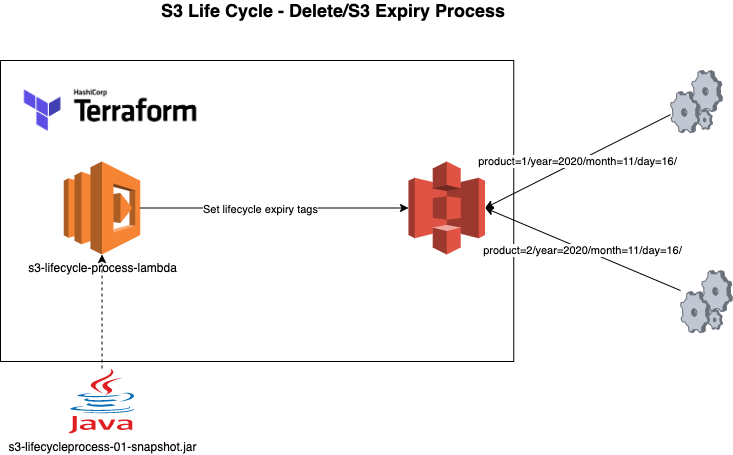 S3 Life Cycle - Delete/S3 Expiry Process
HashiCorp
Terraform
product=1/year=2020/month=11/day=16/
Set lifecycle expiry tags
product=2/year=2020/month=11/day=16/
s3-lifecycle-process-lambda
Java
s3-lifecycleprocess-01-snapshot.jar